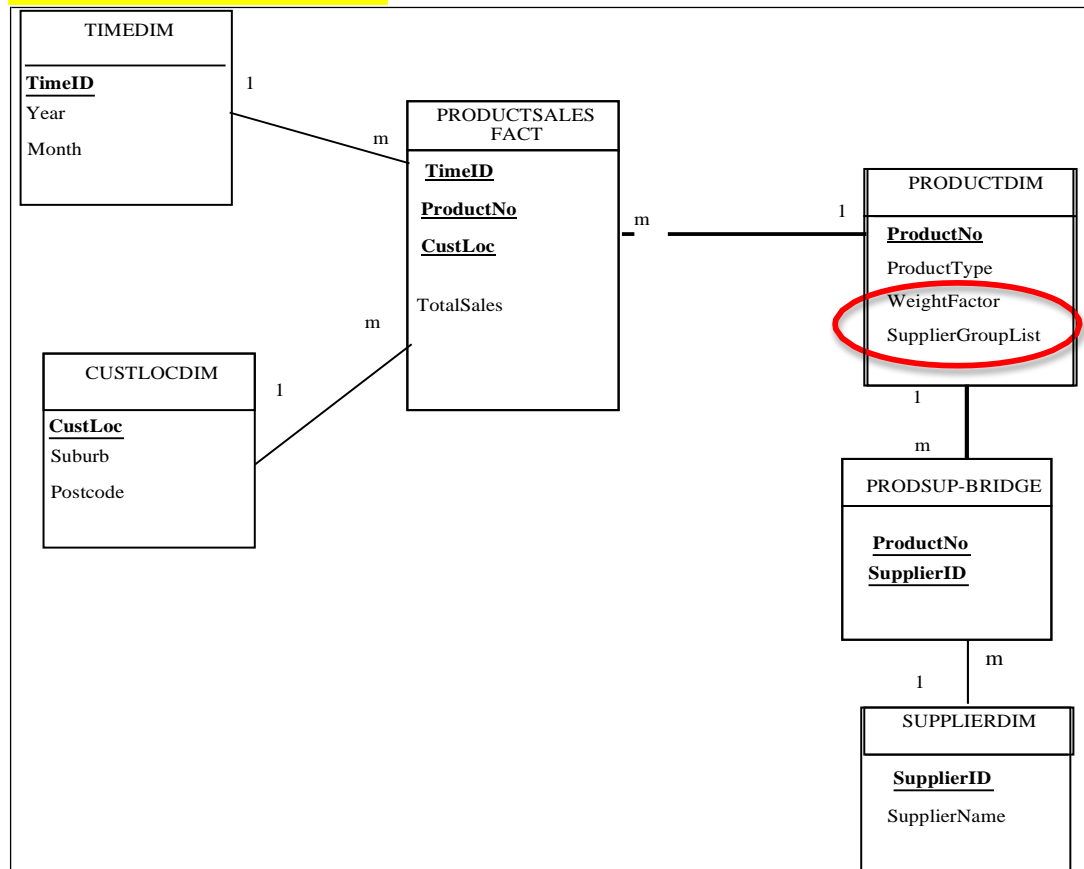 TIMEDIM
TimeID
Year
Month
1
m
PRODUCTSALES
FACT
TimeID
ProductNo
CustLoc
TotalSales
m
1
PRODUCTDIM
ProductNo
ProductType
WeightFactor
SupplierGroupList
m
1
CUSTLOCDIM
CustLoc
Suburb
Postcode
1
m
PRODSUP-BRIDGE
ProductNo
SupplierID
m
1
SUPPLIERDIM
SupplierID
SupplierName